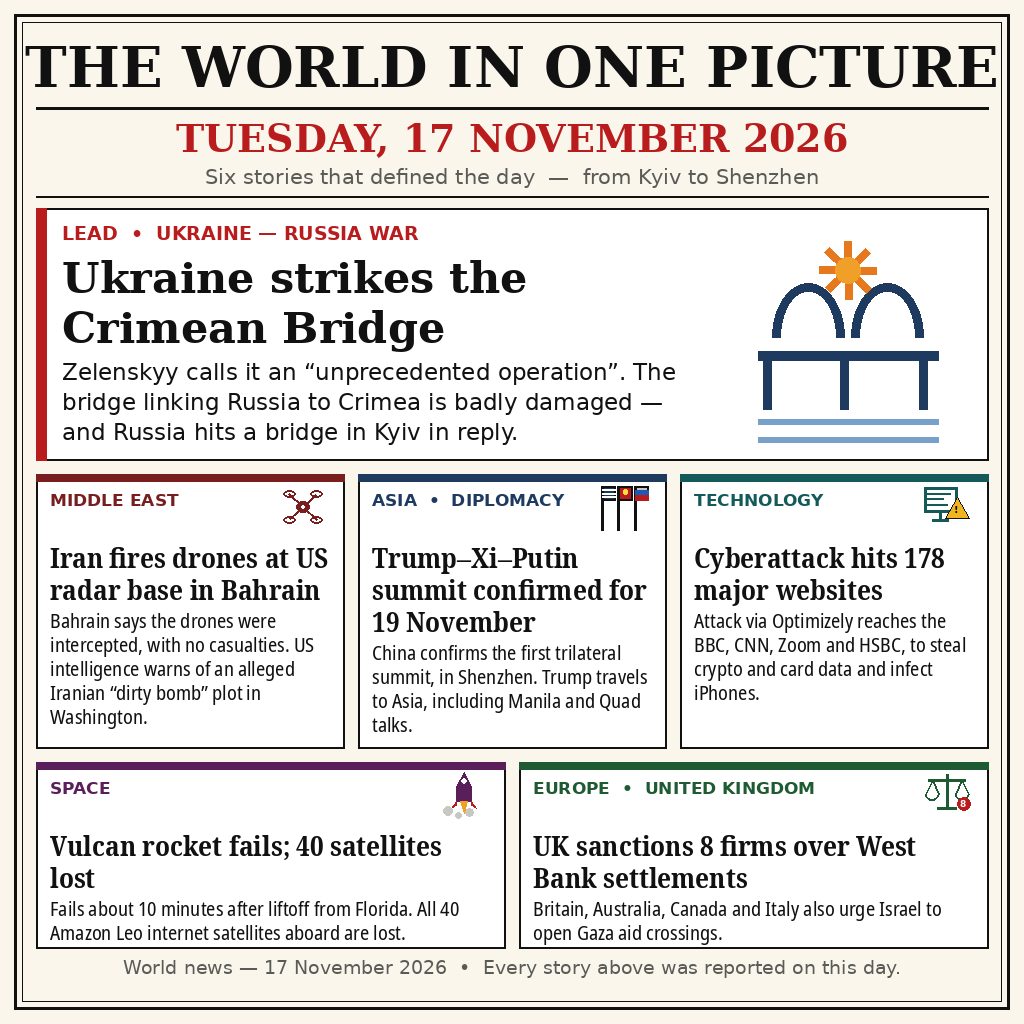 THE WORLD IN ONE PICTURE
TUESDAY, 17 NOVEMBER 2026
Six stories that defined the day — from Kyiv to Shenzhen
LEAD • UKRAINE — RUSSIA WAR
Ukraine strikes the
Crimean Bridge
Zelenskyy calls it an “unprecedented operation”. The
bridge linking Russia to Crimea is badly damaged —
and Russia hits a bridge in Kyiv in reply.
MIDDLE EAST
Iran fires drones at US
radar base in Bahrain
Bahrain says the drones were
intercepted, with no casualties. US
intelligence warns of an alleged
Iranian “dirty bomb” plot in
Washington.
ASIA • DIPLOMACY
Trump–Xi–Putin
summit confirmed for
19 November
China confirms the first trilateral
summit, in Shenzhen. Trump travels
to Asia, including Manila and Quad
talks.
TECHNOLOGY
!
Cyberattack hits 178
major websites
Attack via Optimizely reaches the
BBC, CNN, Zoom and HSBC, to steal
crypto and card data and infect
iPhones.
SPACE
Vulcan rocket fails; 40 satellites
lost
Fails about 10 minutes after liftoff from Florida. All 40
Amazon Leo internet satellites aboard are lost.
EUROPE • UNITED KINGDOM
8
UK sanctions 8 firms over West
Bank settlements
Britain, Australia, Canada and Italy also urge Israel to
open Gaza aid crossings.
World news — 17 November 2026 • Every story above was reported on this day.